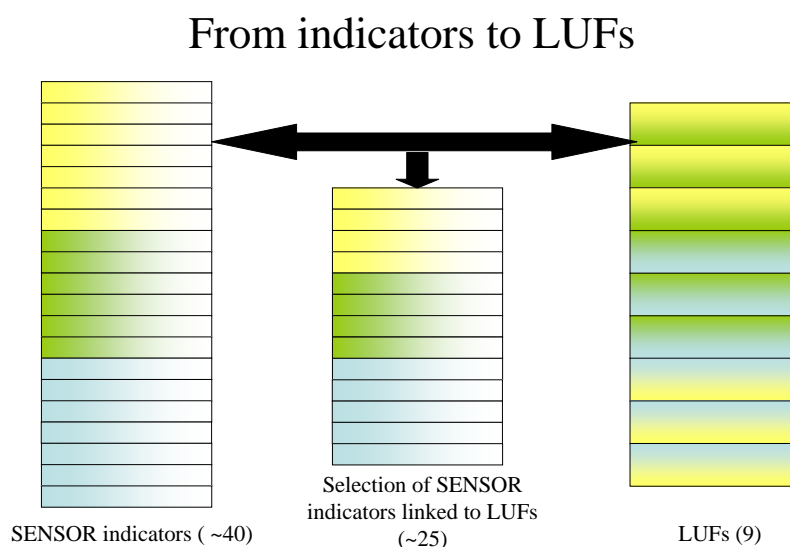 From indicators to LUFs
SENSOR indicators ( ~40)
Selection of SENSOR
indicators linked to LUFs
(~25)
LUFs (9)